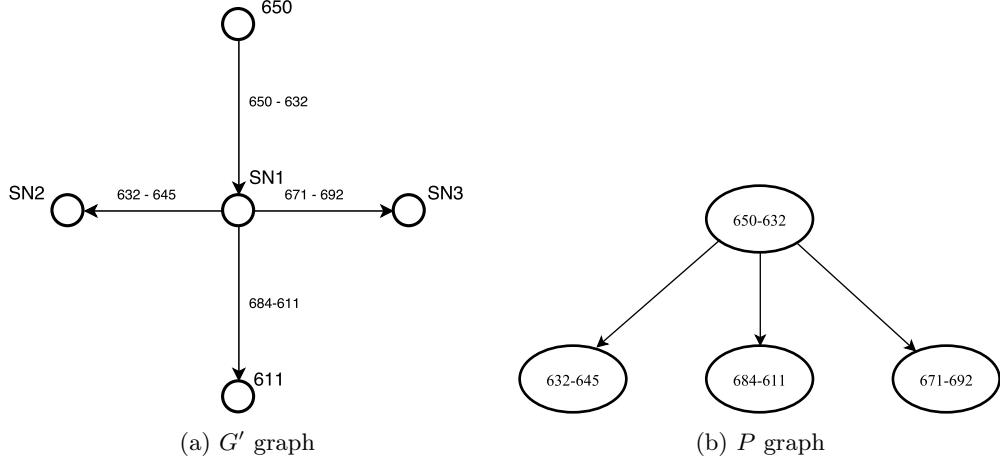 650
650 - 632
SN1
SN2
632 - 645
671 - 692
SN3
684-611
611
(a) G′ graph
650-632
632-645
684-611
671-692
(b) P graph